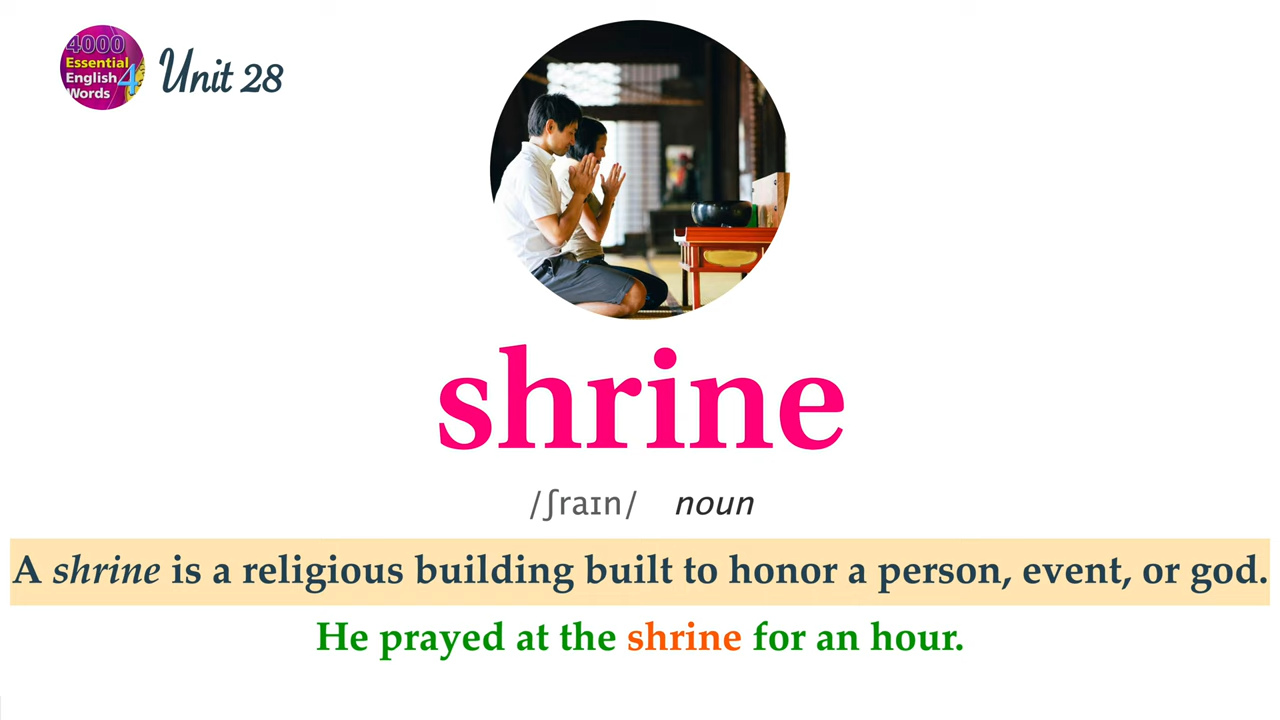 4000
Essential
English
Words 4
Unit 28
shrine
/ʃraɪn/ noun
A shrine is a religious building built to honor a person, event, or god.
He prayed at the shrine for an hour.